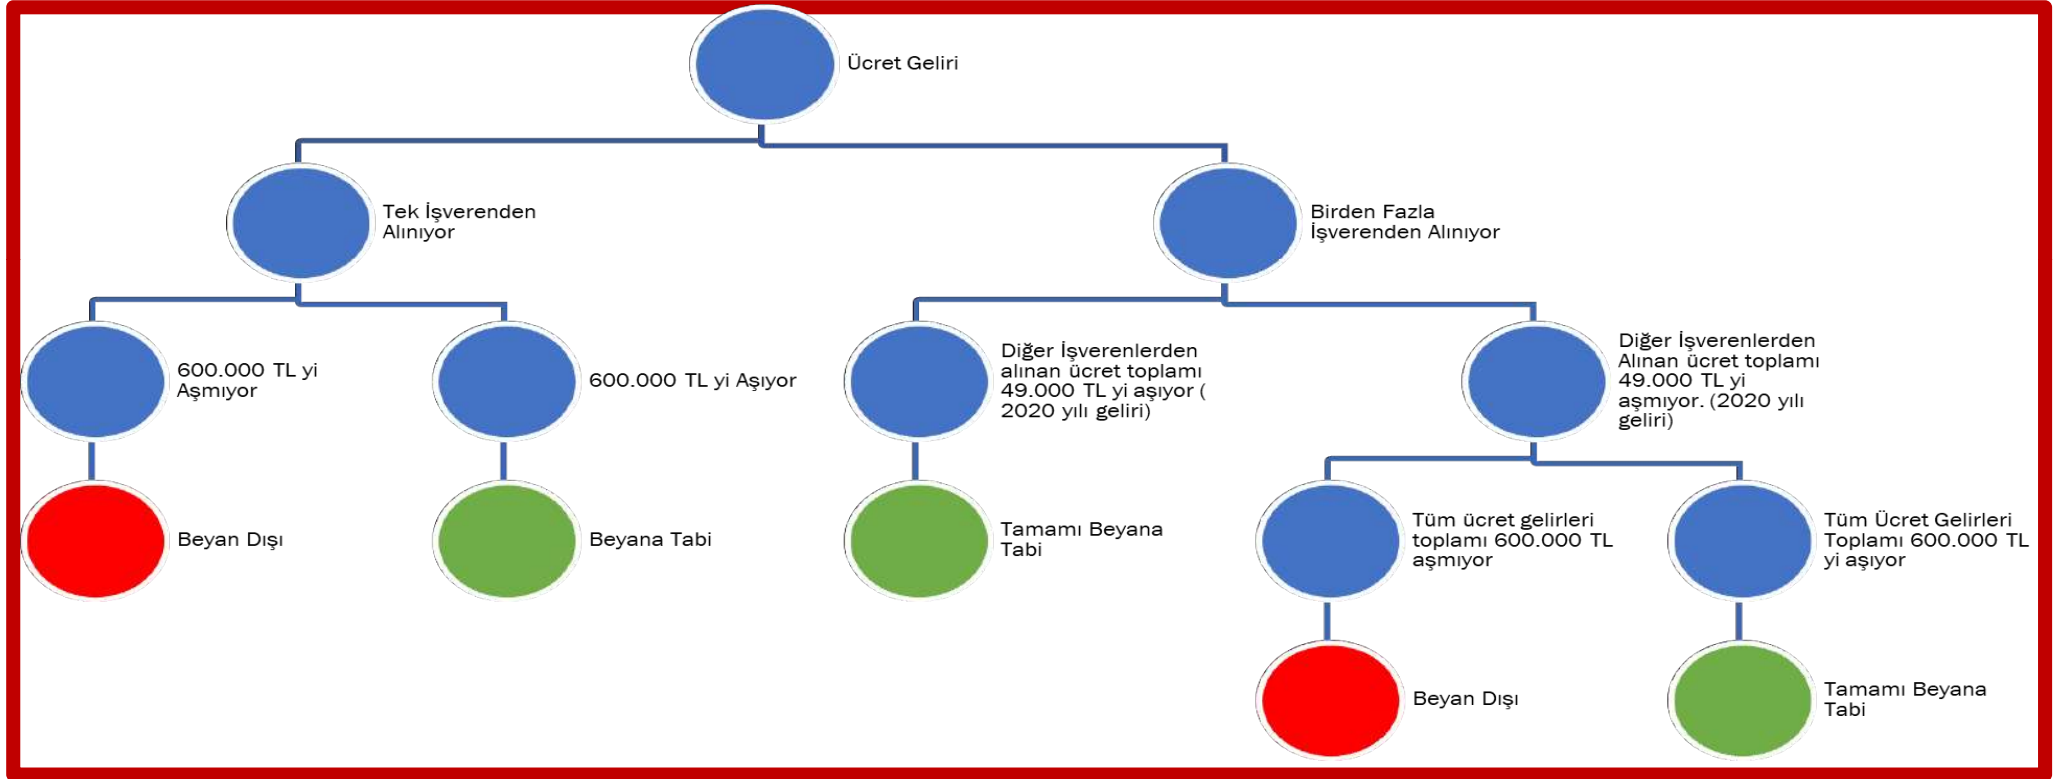 Ücret Geliri
Tek İşverenden
Alınıyor
Birden Fazla
İşverenden Alınıyor
600.000 TL yi
Aşmıyor
600.000 TL yi Aşıyor
Diğer İşverenlerden
alınan ücret toplamı
49.000 TL yi aşıyor (
2020 yılı geliri)
Diğer İşverenlerden
Alınan ücret toplamı
49.000 TL yi
aşmıyor. (2020 yılı
geliri)
Beyan Dışı
Beyana Tabi
Tamamı Beyana
Tabi
Tüm ücret gelirleri
toplamı 600.000 TL
aşmıyor
Tüm Ücret Gelirleri
Toplamı 600.000 TL
yi aşıyor
Beyan Dışı
Tamamı Beyana
Tabi